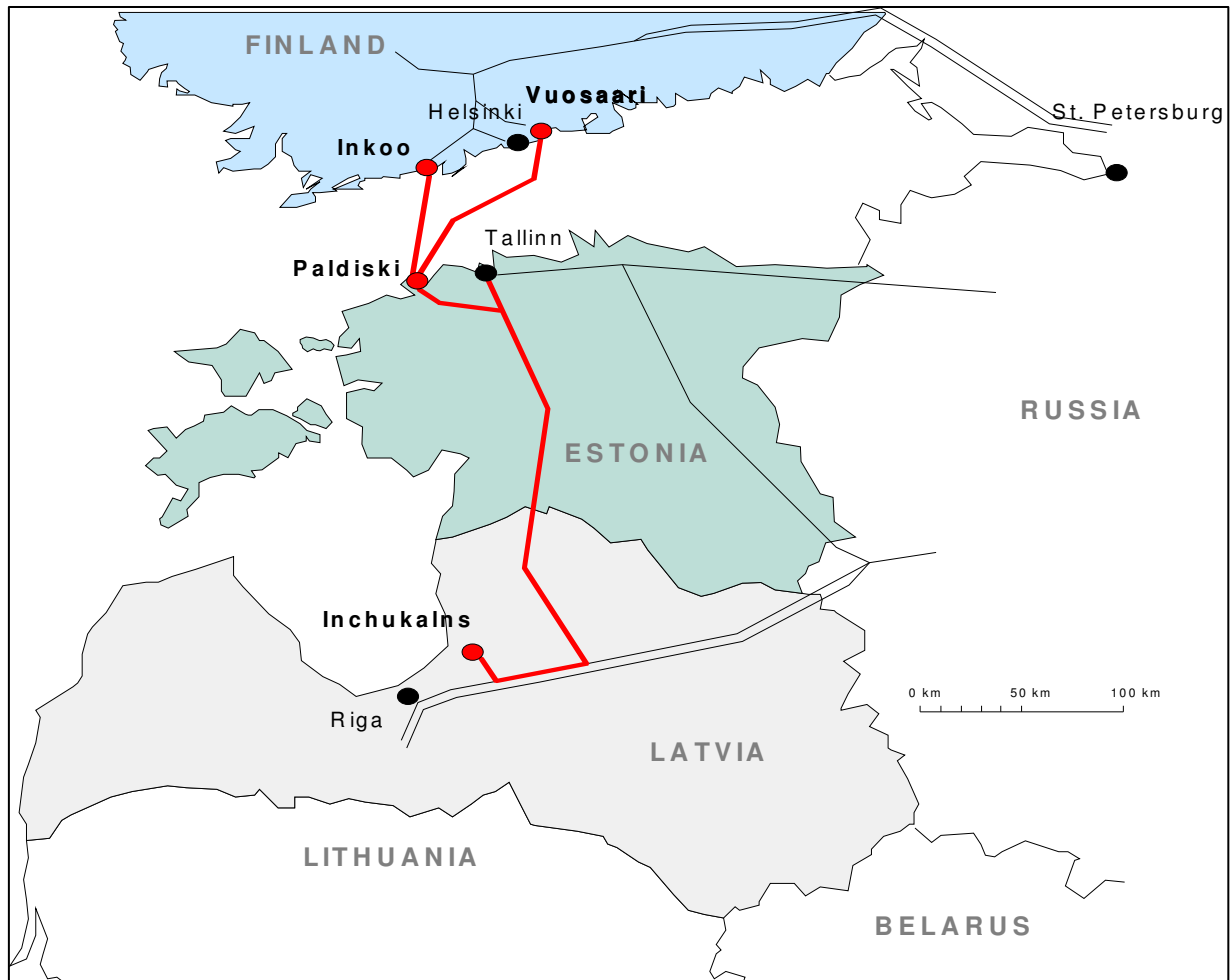 FINLAND
Vuosaari
Helsinki
St. Petersburg
Inkoo
Tallinn
Paldiski
RUSSIA
ESTONIA
Inchukalns
0 km 50 km 100 km
Riga
LATVIA
LITHUANIA
BELARUS